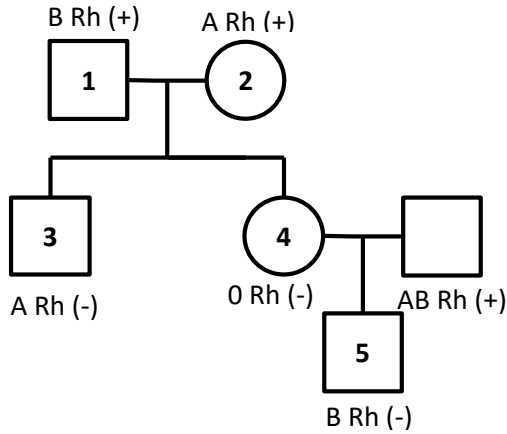 B Rh (+)
A Rh (+)
1
2
3
4
A Rh (-)
0 Rh (-)
AB Rh (+)
5
B Rh (-)